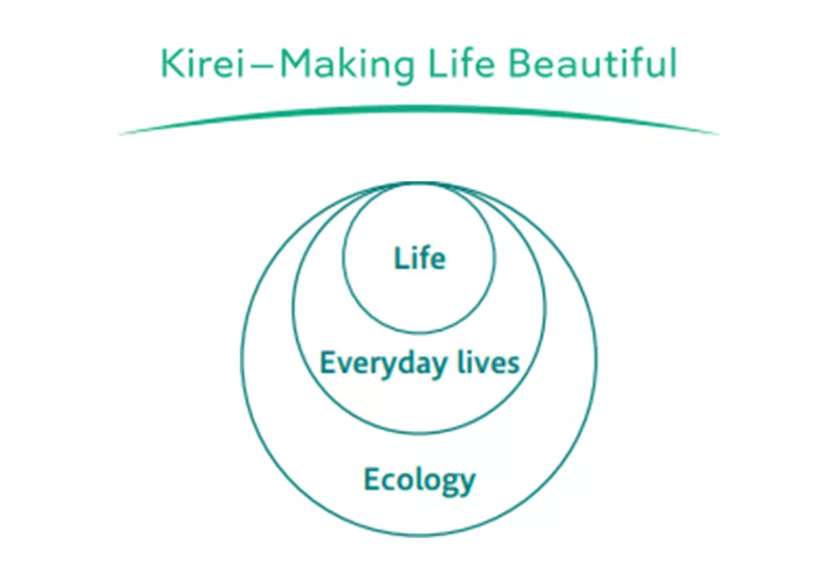 Kirei—Making Life Beautiful
Life
Everyday lives
Ecology